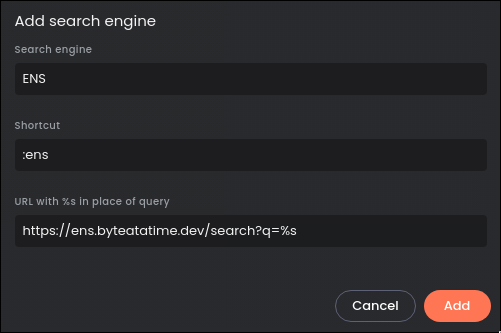 Add search engine
Search engine
ENS
Shortcut
:ens
URL with %s in place of query
https://ens.byteatatime.dev/search?q=%s
Cancel Add